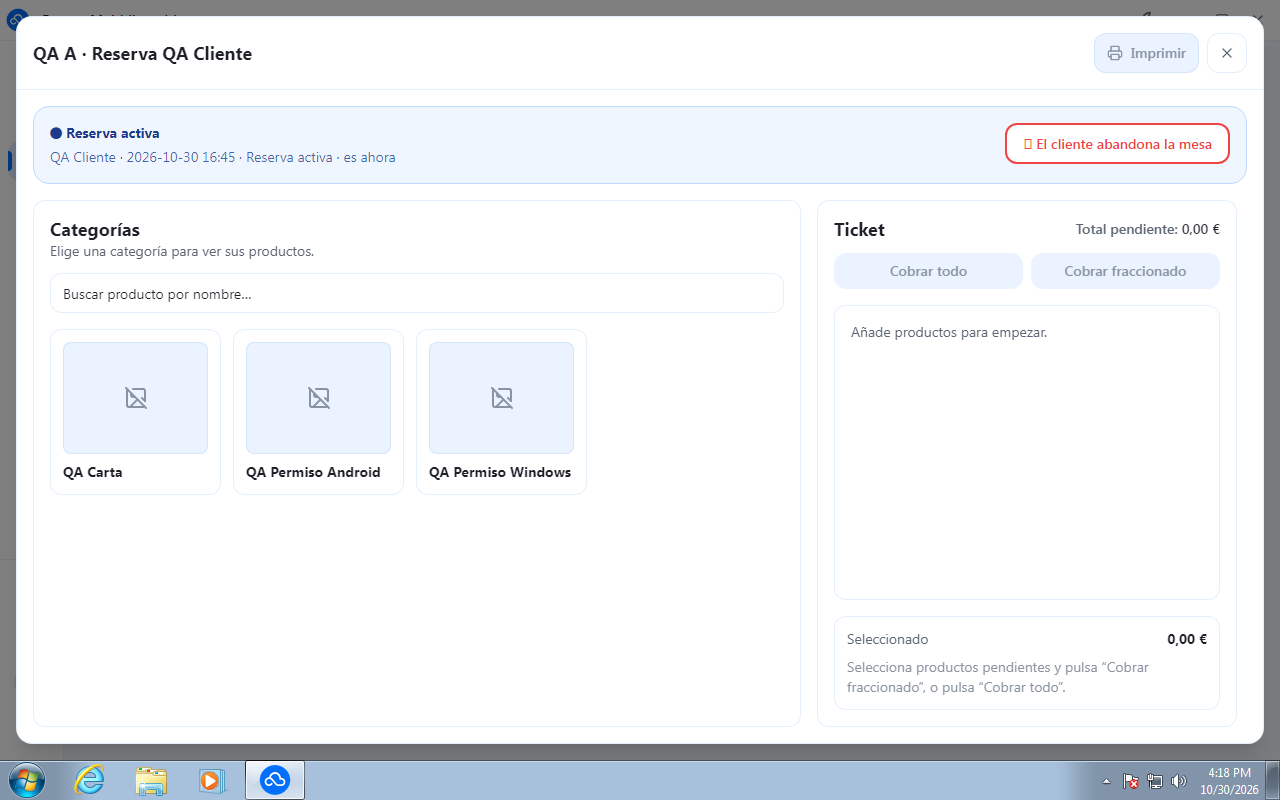 QA A · Reserva QA Cliente
Imprimir
Reserva activa
QA Cliente · 2026-10-30 16:45 · Reserva activa · es ahora
El cliente abandona la mesa
Categorías
Elige una categoría para ver sus productos.
Buscar producto por nombre...
QA Carta
QA Permiso Android
QA Permiso Windows
Ticket
Total pendiente: 0,00 €
Cobrar todo
Cobrar fraccionado
Añade productos para empezar.
Seleccionado
0,00 €
Selecciona productos pendientes y pulsa “Cobrar
fraccionado”, o pulsa “Cobrar todo”.
4:18 PM
10/30/2026